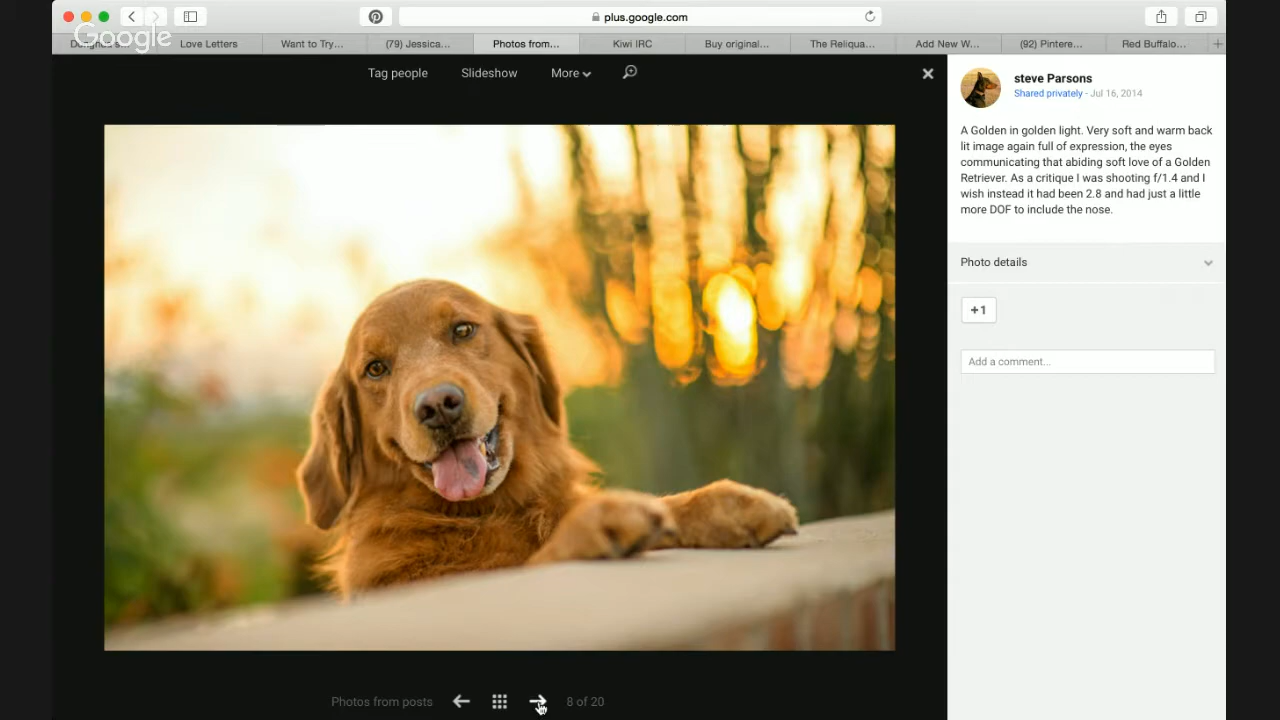 plus.google.com
Google
Love Letters
Want to Try...
(79) Jessica...
Photos from...
Kiwi IRC
Buy original...
The Reliqua...
Add New W...
(92) Pintere...
Red Buffalo...
Tag people
Slideshow
More
steve Parsons
Shared privately - Jul 16, 2014
A Golden in golden light. Very soft and warm back
lit image again full of expression, the eyes
communicating that abiding soft love of a Golden
Retriever. As a critique I was shooting f/1.4 and I
wish instead it had been 2.8 and had just a little
more DOF to include the nose.
Photo details
+1
Add a comment...
Photos from posts
8 of 20